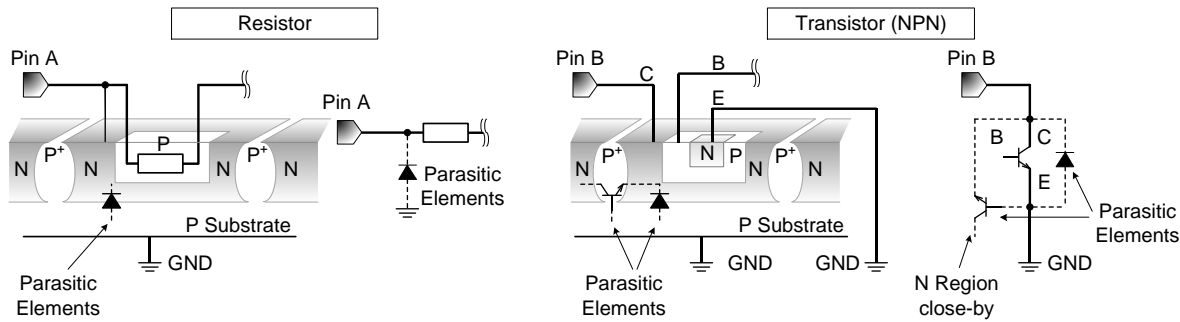 Resistor
Pin A
Pin A
N
P+
N
P
N
P+
N
Parasitic
Elements
P Substrate
GND
Parasitic
Elements
Transistor (NPN)
Pin B
C
B
E
Pin B
N
P+
N
N
P
P+
N
N
B
C
E
P Substrate
Parasitic
Elements
GND
GND
Parasitic
Elements
N Region
close-by
GND